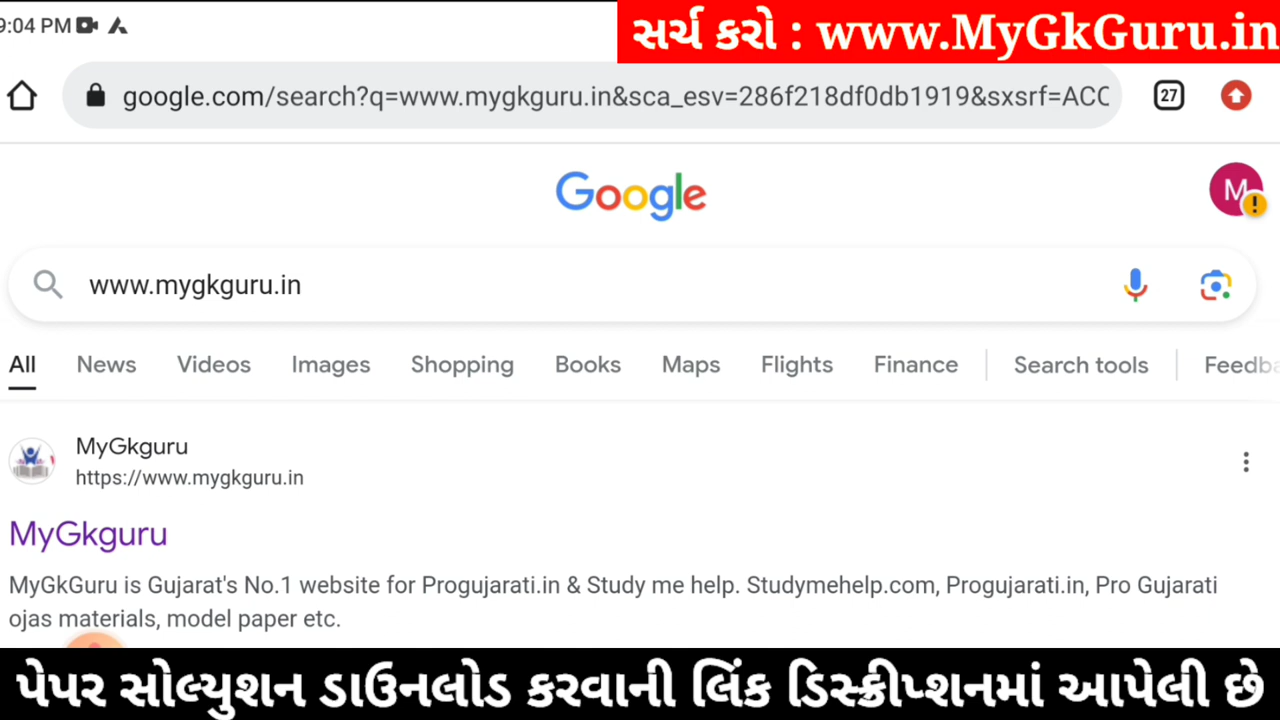 9:04 PM
સર્ચ કરો : www.MyGkGuru.in
google.com/search?q=www.mygkguru.in&sca_esv=286f218df0db1919&sxsrf=ACC
27
Google
M
www.mygkguru.in
All News Videos Images Shopping Books Maps Flights Finance Search tools Feedba
MyGkguru
https://www.mygkguru.in
MyGkguru
MyGkGuru is Gujarat's No.1 website for Progujarati.in & Study me help. Studymehelp.com, Progujarati.in, Pro Gujarati
ojas materials, model paper etc.
પેપર સોલ્યુશન ડાઉનલોડ કરવાની લિંક ડિસ્ક્રીપ્શનમાં આપેલી છે